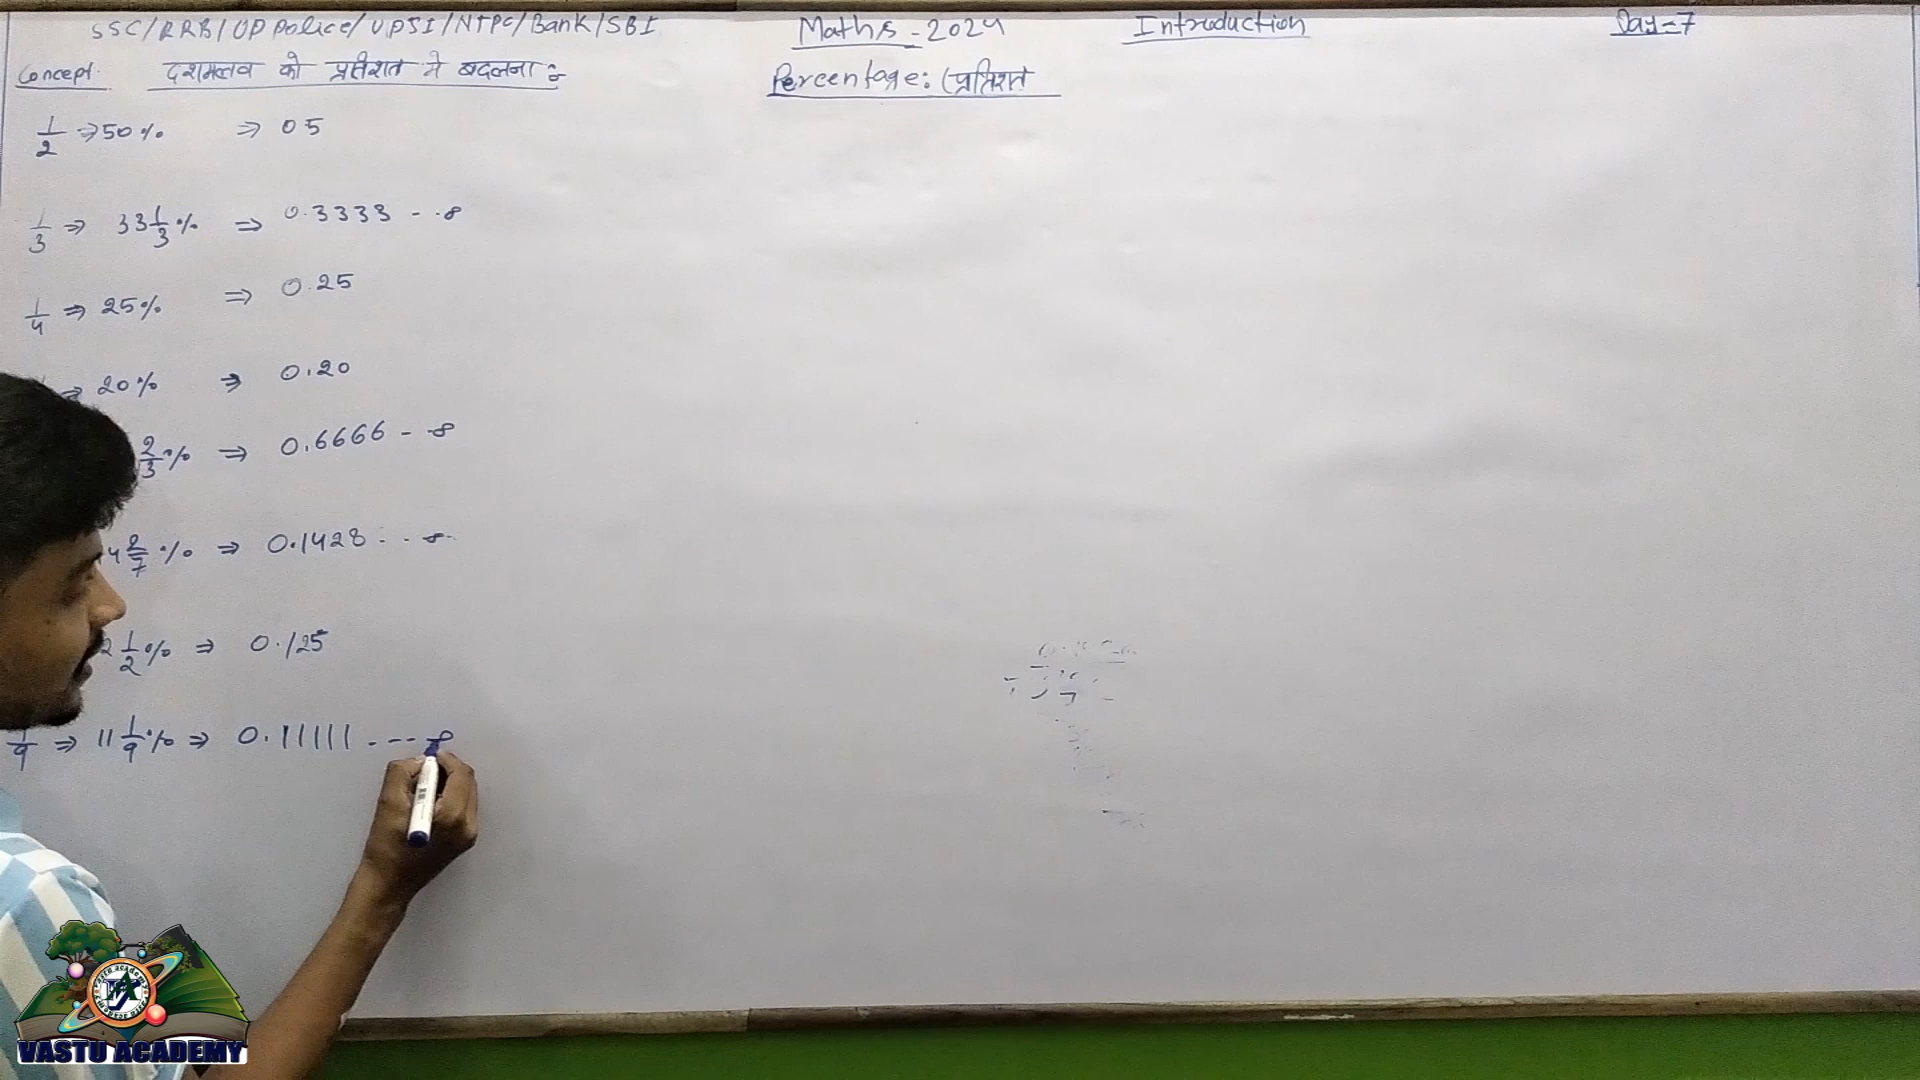 SSC/RRB/UP Police/UPSI/NTPC/Bank/SBI Maths - 2024 Introduction Day - 7
Concept: दशमलव को प्रतिशत मे बदलना :- Percentage: (प्रतिशत
1/2 ⇒ 50% ⇒ 0 5
1/3 ⇒ 33 1/3 % ⇒ 0.3333 - - ∞
1/4 ⇒ 25% ⇒ 0.25
⇒ 20% ⇒ 0.20
2/3 % ⇒ 0.6666 - - ∞
4 2/7 % ⇒ 0.1428 - - ∞
2 1/2 % ⇒ 0.125
1/9 ⇒ 11 1/9 % ⇒ 0.11111 - - - ∞
VASTU ACADEMY